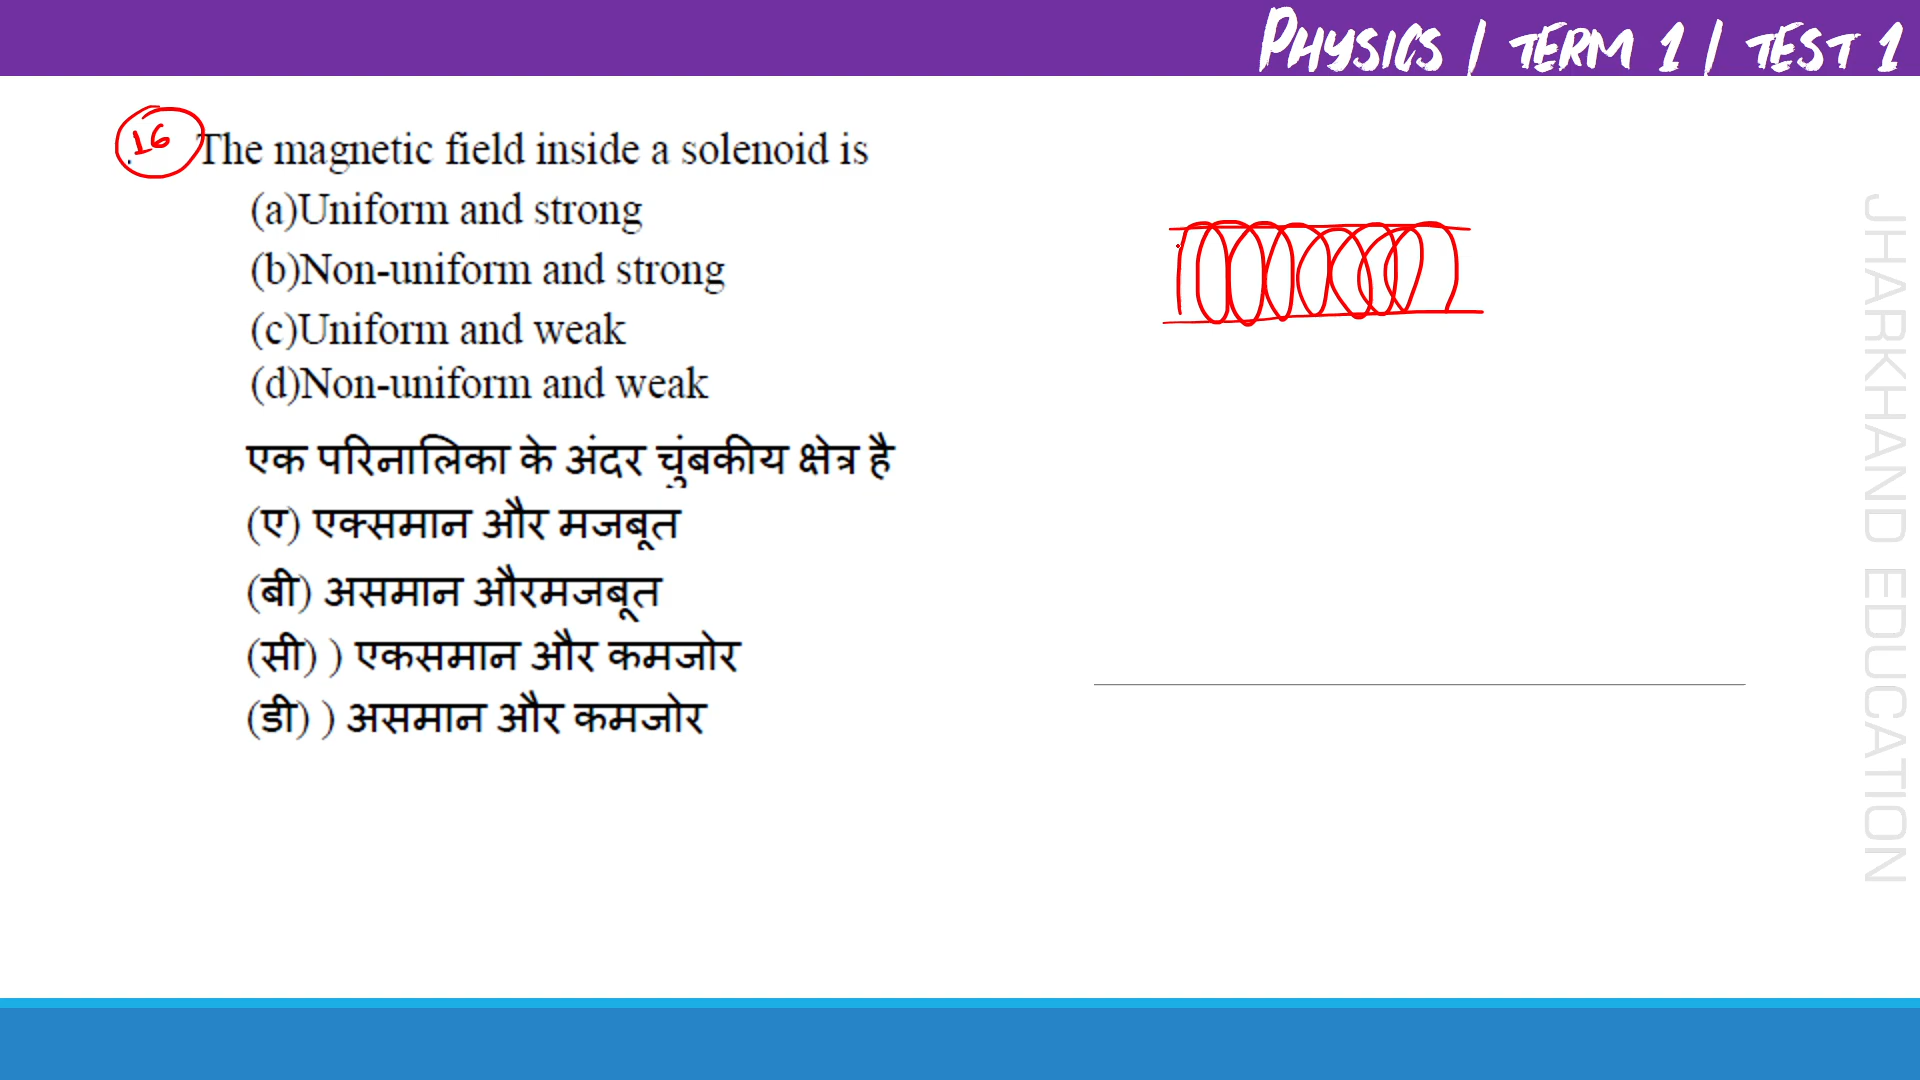 PHYSICS | TERM 1 | TEST 1
16 The magnetic field inside a solenoid is
(a)Uniform and strong
(b)Non-uniform and strong
(c)Uniform and weak
(d)Non-uniform and weak
एक परिनालिका के अंदर चुंबकीय क्षेत्र है
(ए) एक्समान और मजबूत
(बी) असमान औरमजबूत
(सी) ) एकसमान और कमजोर
(डी) ) असमान और कमजोर
JHARKHAND EDUCATION